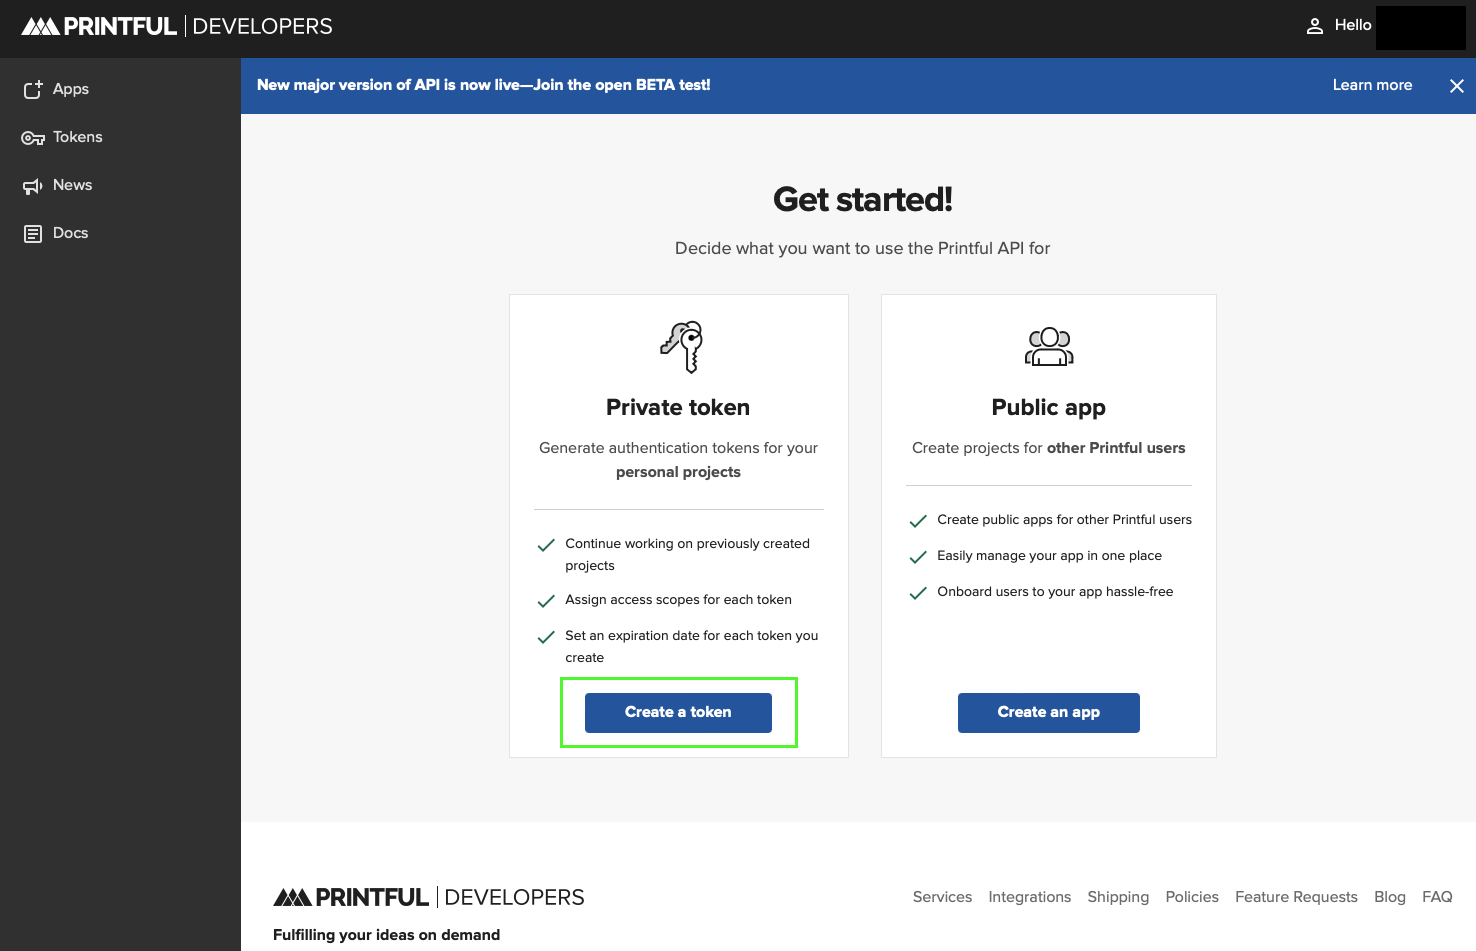 PRINTFUL DEVELOPERS
Hello
Apps
Tokens
News
Docs
New major version of API is now live—Join the open BETA test!
Learn more
Get started!
Decide what you want to use the Printful API for
Private token
Generate authentication tokens for your
personal projects
Continue working on previously created
projects
Assign access scopes for each token
Set an expiration date for each token you
create
Create a token
Public app
Create projects for other Printful users
Create public apps for other Printful users
Easily manage your app in one place
Onboard users to your app hassle-free
Create an app
PRINTFUL DEVELOPERS
Fulfilling your ideas on demand
Services Integrations Shipping Policies Feature Requests Blog FAQ